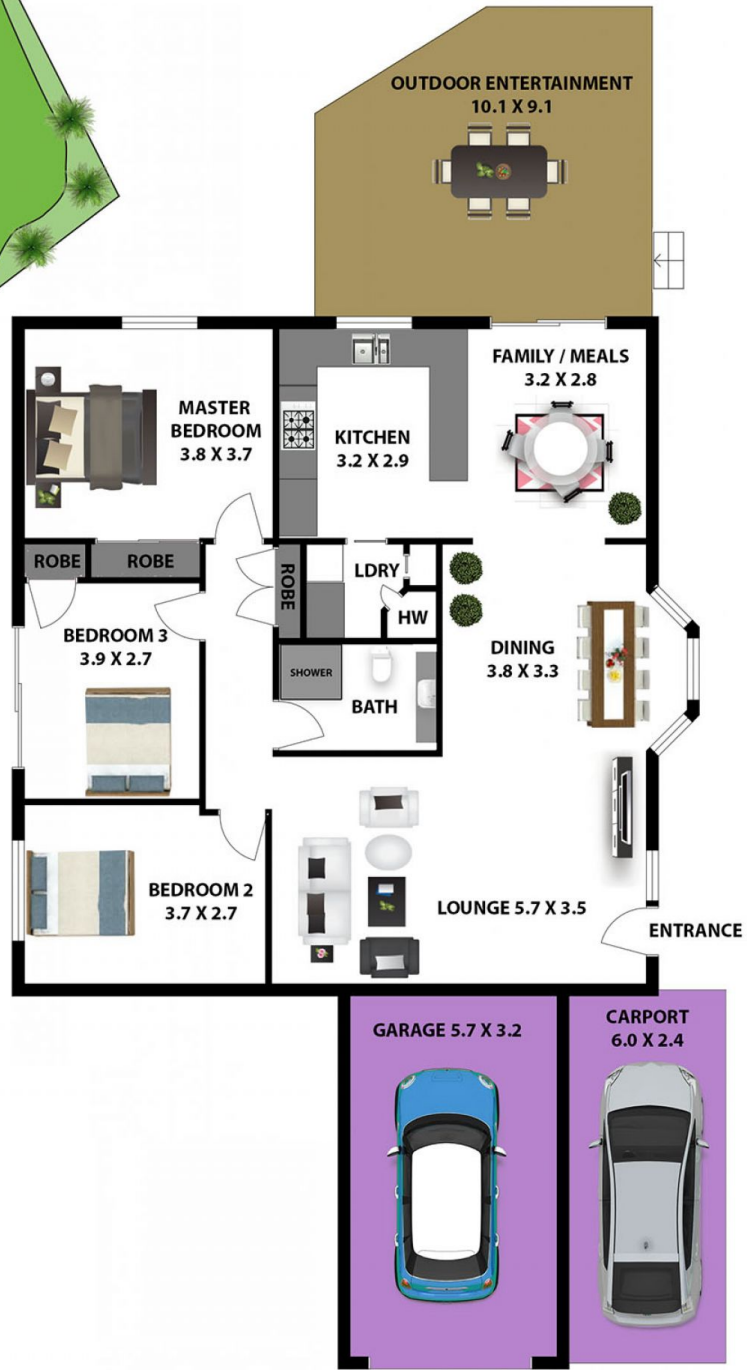 OUTDOOR ENTERTAINMENT
10.1 X 9.1
FAMILY / MEALS
3.2 X 2.8
MASTER
BEDROOM
3.8 X 3.7
KITCHEN
3.2 X 2.9
ROBE
ROBE
ROBE
LDRY
HW
BEDROOM 3
3.9 X 2.7
DINING
3.8 X 3.3
SHOWER
BATH
BEDROOM 2
3.7 X 2.7
LOUNGE 5.7 X 3.5
ENTRANCE
GARAGE 5.7 X 3.2
CARPORT
6.0 X 2.4